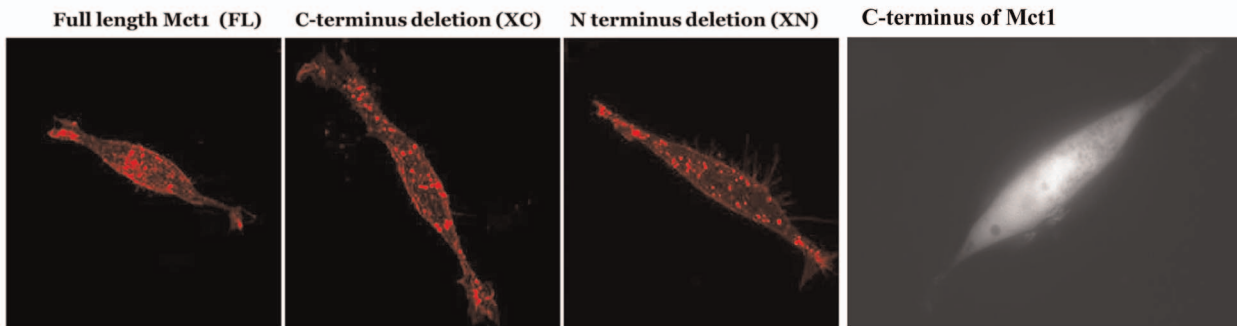 Full length Mct1 (FL)
C-terminus deletion (XC)
N terminus deletion (XN)
C-terminus of Mct1